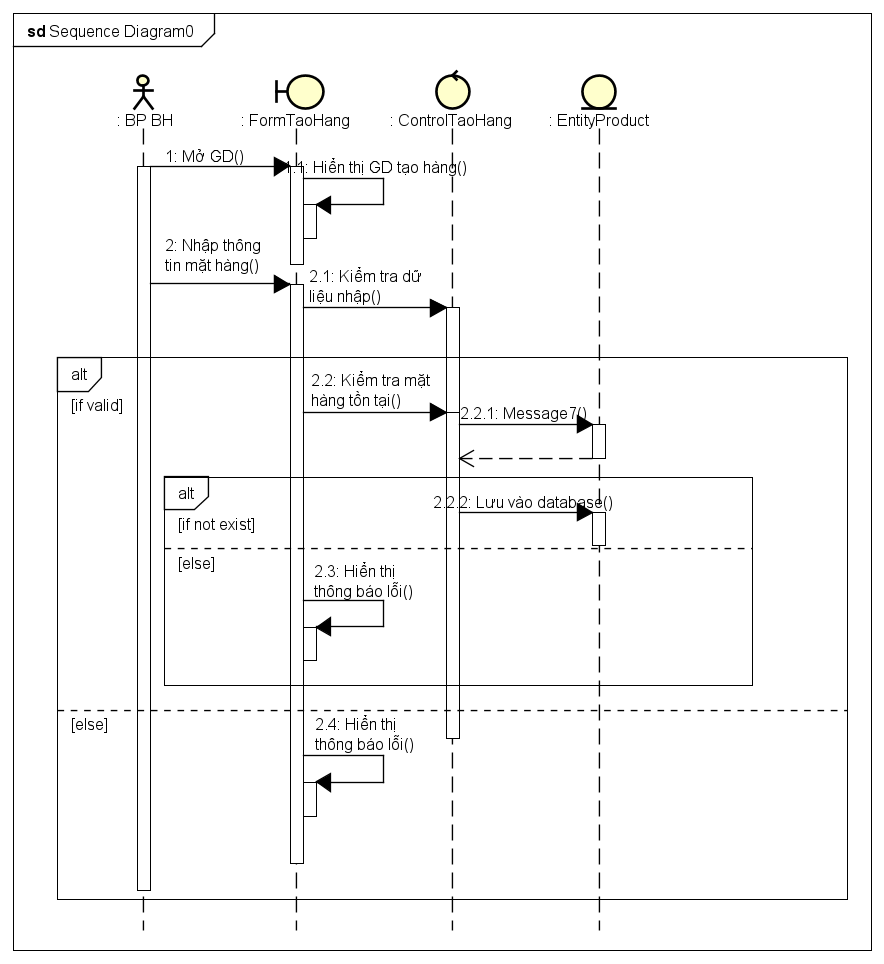 sd Sequence Diagram0
: BP BH
: FormTaoHang
: ControlTaoHang
: EntityProduct
1: Mở GD()
1.1: Hiển thị GD tạo hàng()
2: Nhập thông
tin mặt hàng()
2.1: Kiểm tra dữ
liệu nhập()
alt
[if valid]
2.2: Kiểm tra mặt
hàng tồn tại()
2.2.1: Message7()
alt
[if not exist]
2.2.2: Lưu vào database()
[else]
2.3: Hiển thị
thông báo lỗi()
[else]
2.4: Hiển thị
thông báo lỗi()